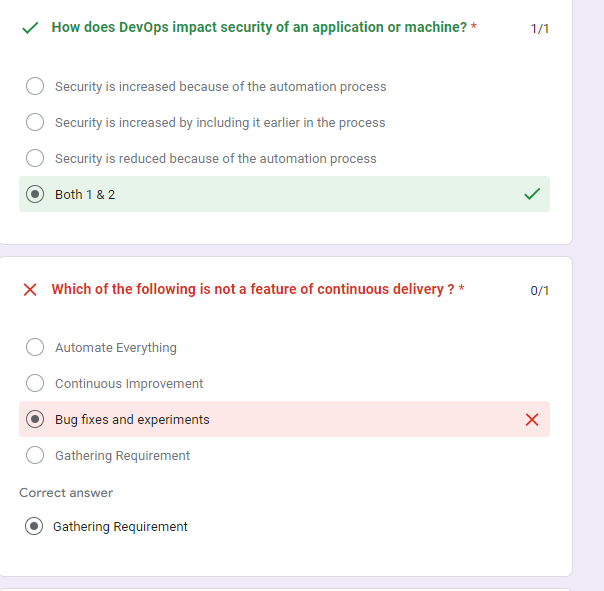 How does DevOps impact security of an application or machine? *
1/1
Security is increased because of the automation process
Security is increased by including it earlier in the process
Security is reduced because of the automation process
Both 1 & 2
Which of the following is not a feature of continuous delivery ? *
0/1
Automate Everything
Continuous Improvement
Bug fixes and experiments
Gathering Requirement
Correct answer
Gathering Requirement